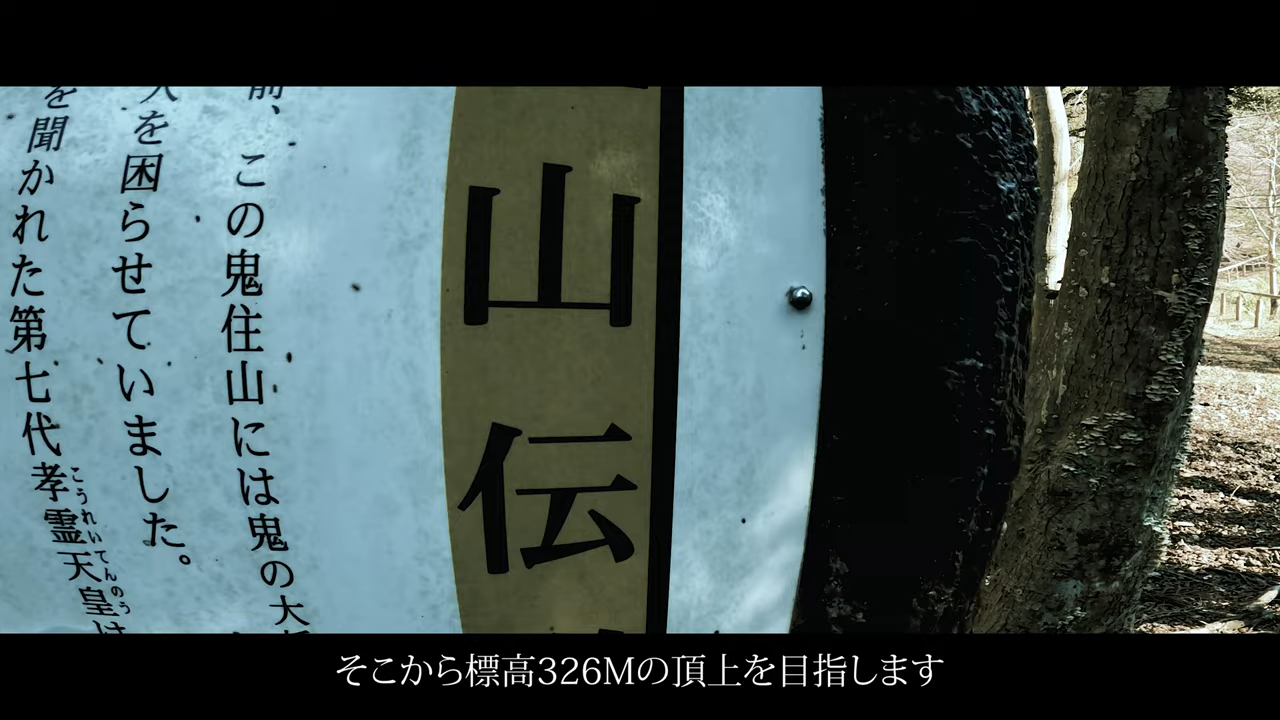 山伝
前、この鬼住山には鬼の大
人を困らせていました。
を聞かれた第七代孝霊天皇は
こうれいてんのう
そこから標高326Mの頂上を目指します